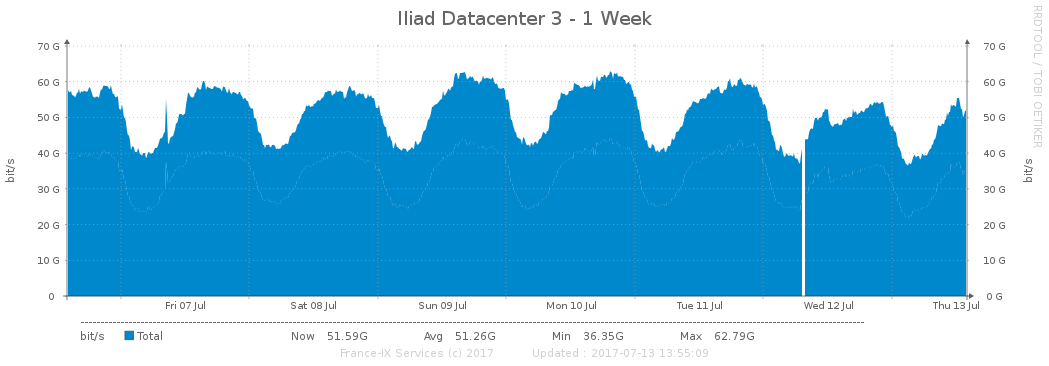 Iliad Datacenter 3 - 1 Week
RRDTOOL / TOBI OETIKER
70 G 70 G
60 G 60 G
50 G 50 G
40 G 40 G
30 G 30 G
20 G 20 G
10 G 10 G
0 0 G
bit/s
bit/s
Fri 07 Jul Sat 08 Jul Sun 09 Jul Mon 10 Jul Tue 11 Jul Wed 12 Jul Thu 13 Jul
bit/s Total Now 51.59G Avg 51.26G Min 36.35G Max 62.79G
France-IX Services (c) 2017 Updated : 2017-07-13 13:55:09